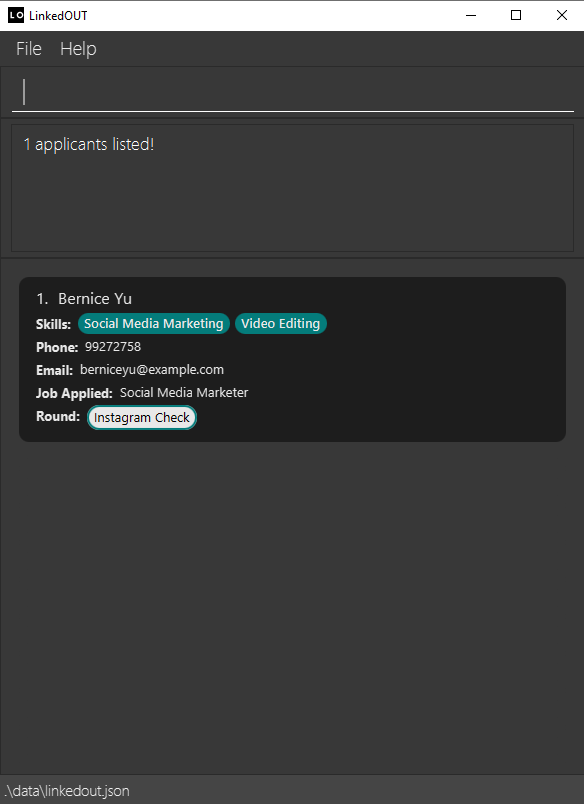 LO LinkedOUT
File Help
1 applicants listed!
1. Bernice Yu
Skills: Social Media Marketing Video Editing
Phone: 99272758
Email: berniceyu@example.com
Job Applied: Social Media Marketer
Round: Instagram Check
.\data\linkedout.json